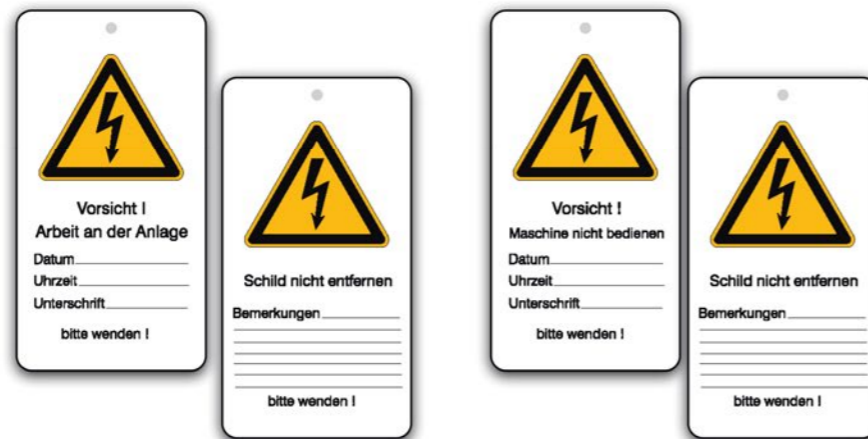 Vorsicht !
Arbeit an der Anlage
Datum
Uhrzeit
Unterschrift
bitte wenden !
Schild nicht entfernen
Bemerkungen
bitte wenden !
Vorsicht !
Maschine nicht bedienen
Datum
Uhrzeit
Unterschrift
bitte wenden !
Schild nicht entfernen
Bemerkungen
bitte wenden !